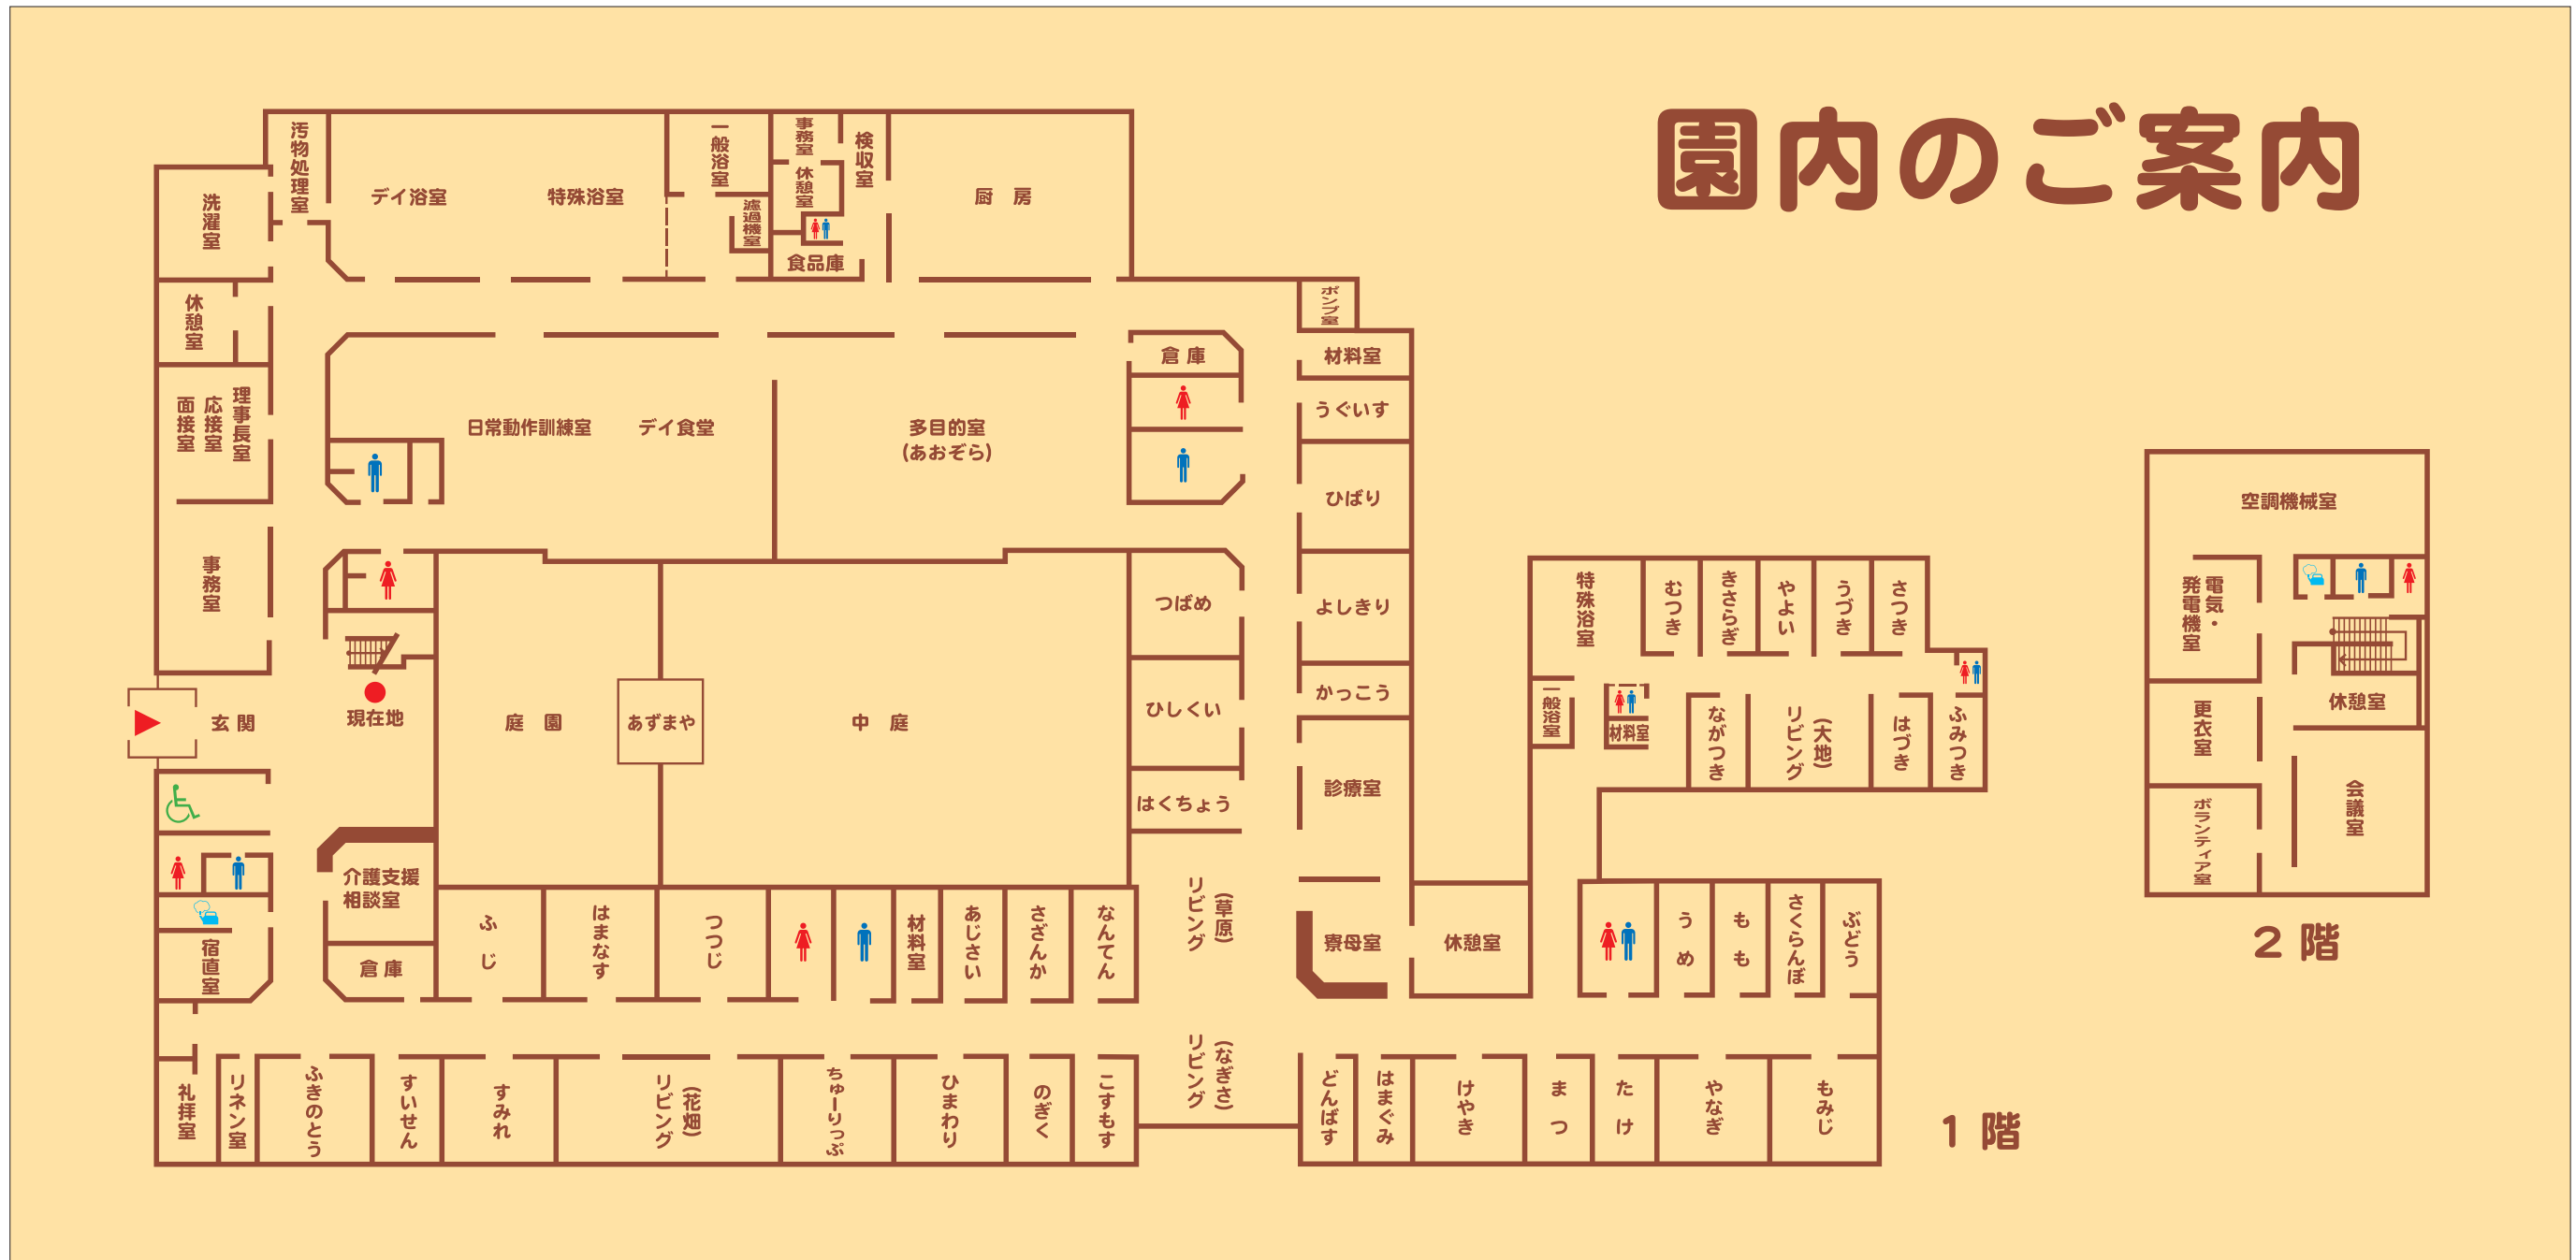 園内のご案内
汚物処理室
デイ浴室
特殊浴室
一般浴室
濾過機室
事務室
休憩室
検収室
食品庫
厨 房
洗濯室
休憩室
理事長室
応接室
面接室
事務室
日常動作訓練室
デイ食堂
多目的室
(あおぞら)
倉庫
ポンプ室
材料室
うぐいす
ひばり
よしきり
かっこう
診療室
寮母室
休憩室
つばめ
ひしくい
はくちょう
玄関
現在地
庭 園
あずまや
中 庭
介護支援
相談室
倉庫
宿直室
ふじ
はまなす
つつじ
材料室
あじさい
さざんか
なんてん
リビング
(草原)
リビング
(なぎさ)
礼拝室
リネン室
ふきのとう
すいせん
すみれ
リビング
(花畑)
ちゅーりっぷ
ひまわり
のぎく
こすもす
どんばす
はまぐみ
けやき
まつ
たけ
やなぎ
もみじ
うめ
もも
さくらんぼ
ぶどう
特殊浴室
むつき
きさらぎ
やよい
うづき
さつき
一般浴室
材料室
ながつき
リビング
(大地)
はづき
ふみつき
1 階
空調機械室
電気・
発電機室
更衣室
ボランティア室
休憩室
会議室
2 階